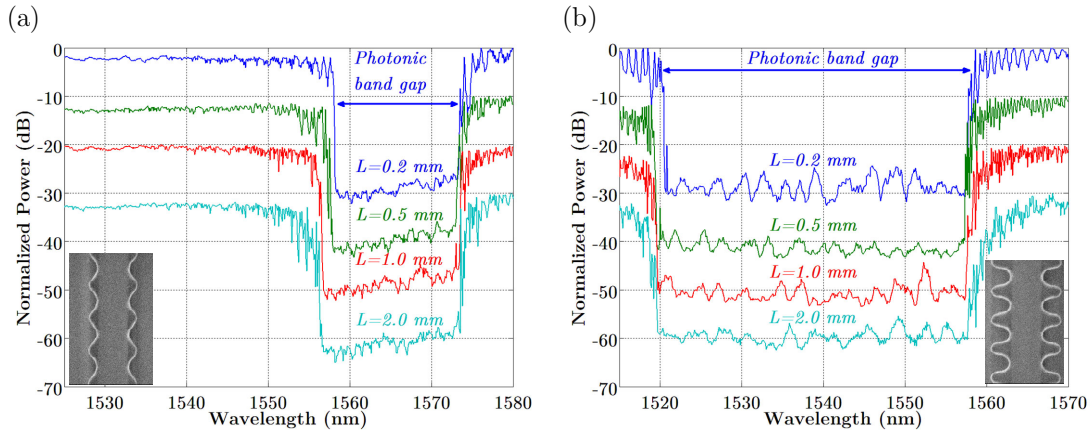 (a)
0
-10
-20
-30
-40
-50
-60
-70
Normalized Power (dB)
Photonic
band gap
L=0.2 mm
L=0.5 mm
L=1.0 mm
L=2.0 mm
1530 1540 1550 1560 1570 1580
Wavelength (nm)
(b)
0
-10
-20
-30
-40
-50
-60
-70
Normalized Power (dB)
Photonic band gap
L=0.2 mm
L=0.5 mm
L=1.0 mm
L=2.0 mm
1520 1530 1540 1550 1560 1570
Wavelength (nm)